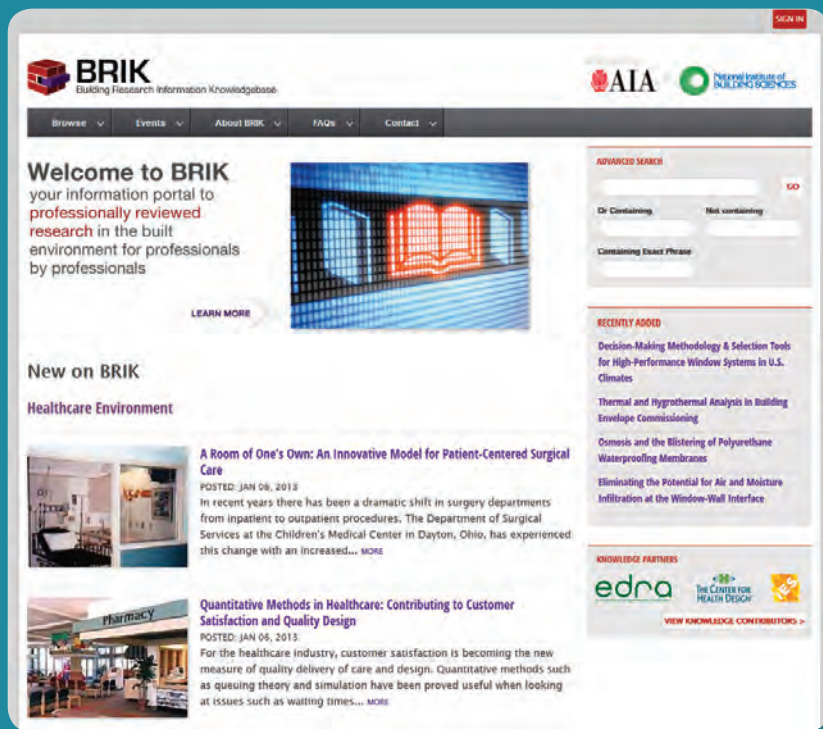 SIGN IN
BRIK
Building Research Information Knowledgebase
AIA
National Institute of
BUILDING SCIENCES
Browse
Events
About BRIK
FAQs
Contact
Welcome to BRIK
your information portal to
professionally reviewed
research in the built
environment for professionals
by professionals
LEARN MORE
ADVANCED SEARCH
GO
Or Containing
Not containing
Containing Exact Phrase
RECENTLY ADDED
Decision-Making Methodology & Selection Tools
for High-Performance Window Systems in U.S.
Climates
Thermal and Hygrothermal Analysis in Building
Envelope Commissioning
Osmosis and the Blistering of Polyurethane
Waterproofing Membranes
Eliminating the Potential for Air and Moisture
Infiltration at the Window-Wall Interface
KNOWLEDGE PARTNERS
edra
THE CENTER FOR
HEALTH DESIGN
IES
VIEW KNOWLEDGE CONTRIBUTORS >
New on BRIK
Healthcare Environment
A Room of One's Own: An Innovative Model for Patient-Centered Surgical
Care
POSTED: JAN 06, 2013
In recent years there has been a dramatic shift in surgery departments
from inpatient to outpatient procedures. The Department of Surgical
Services at the Children's Medical Center in Dayton, Ohio, has experienced
this change with an increased... MORE
Pharmacy
Quantitative Methods in Healthcare: Contributing to Customer
Satisfaction and Quality Design
POSTED: JAN 06, 2013
For the healthcare industry, customer satisfaction is becoming the new
measure of quality delivery of care and design. Quantitative methods such
as queuing theory and simulation have been proved useful when looking
at issues such as waiting times... MORE